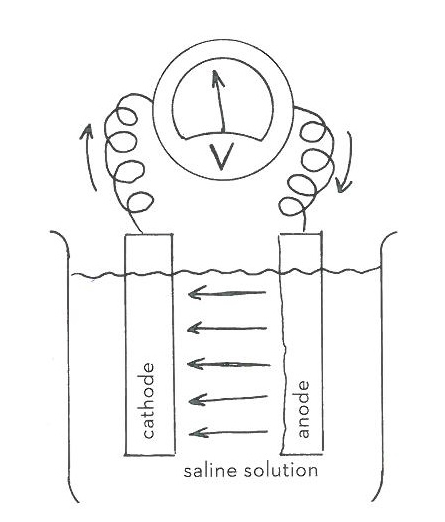 V
cathode
anode
saline solution